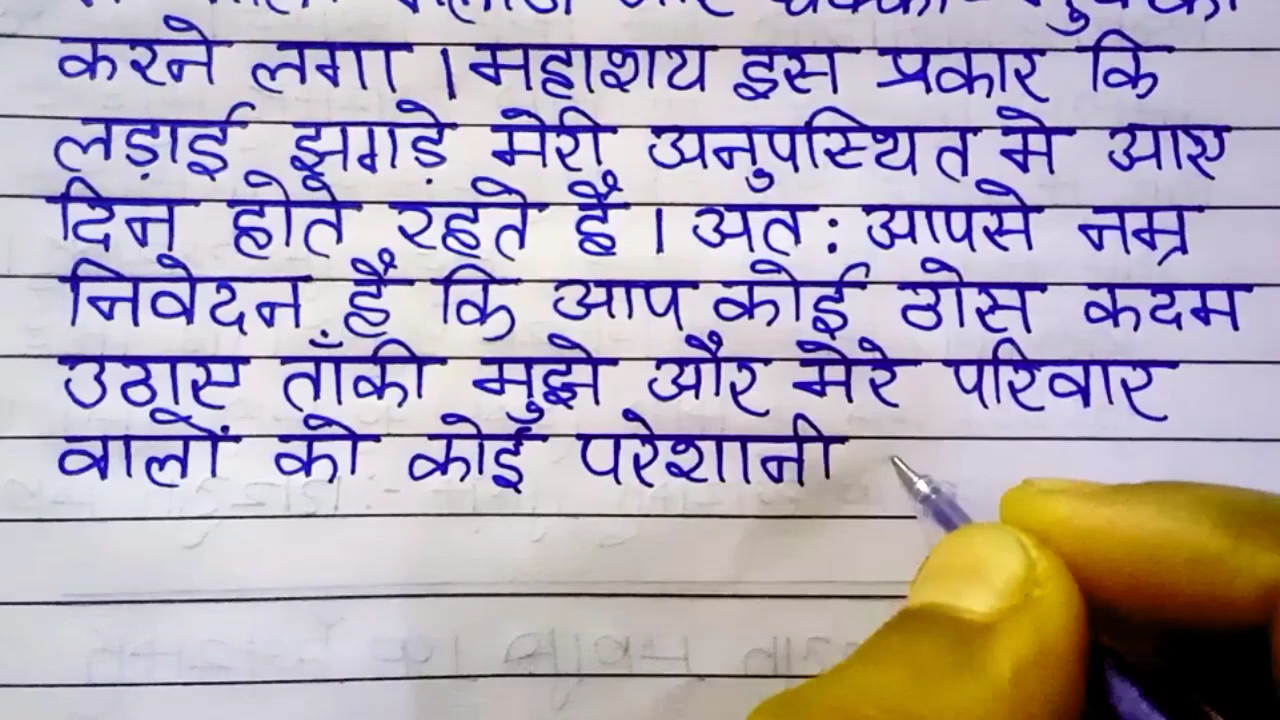 करने लगा । महाशय इस प्रकार कि
लड़ाई झगड़े मेरी अनुपस्थित मे आए
दिन होते रहते है । अत : आपसे नम्र
निवेदन है कि आप कोई ठोस कदम
उठाए ताँकी मुझे और मेरे परिवार
वालों को कोई परेशानी